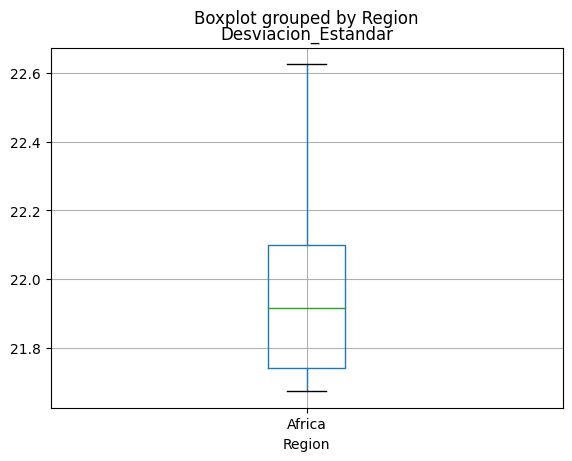 Boxplot grouped by Region
Desviacion_Estandar
22.6
22.4
22.2
22.0
21.8
Africa
Region